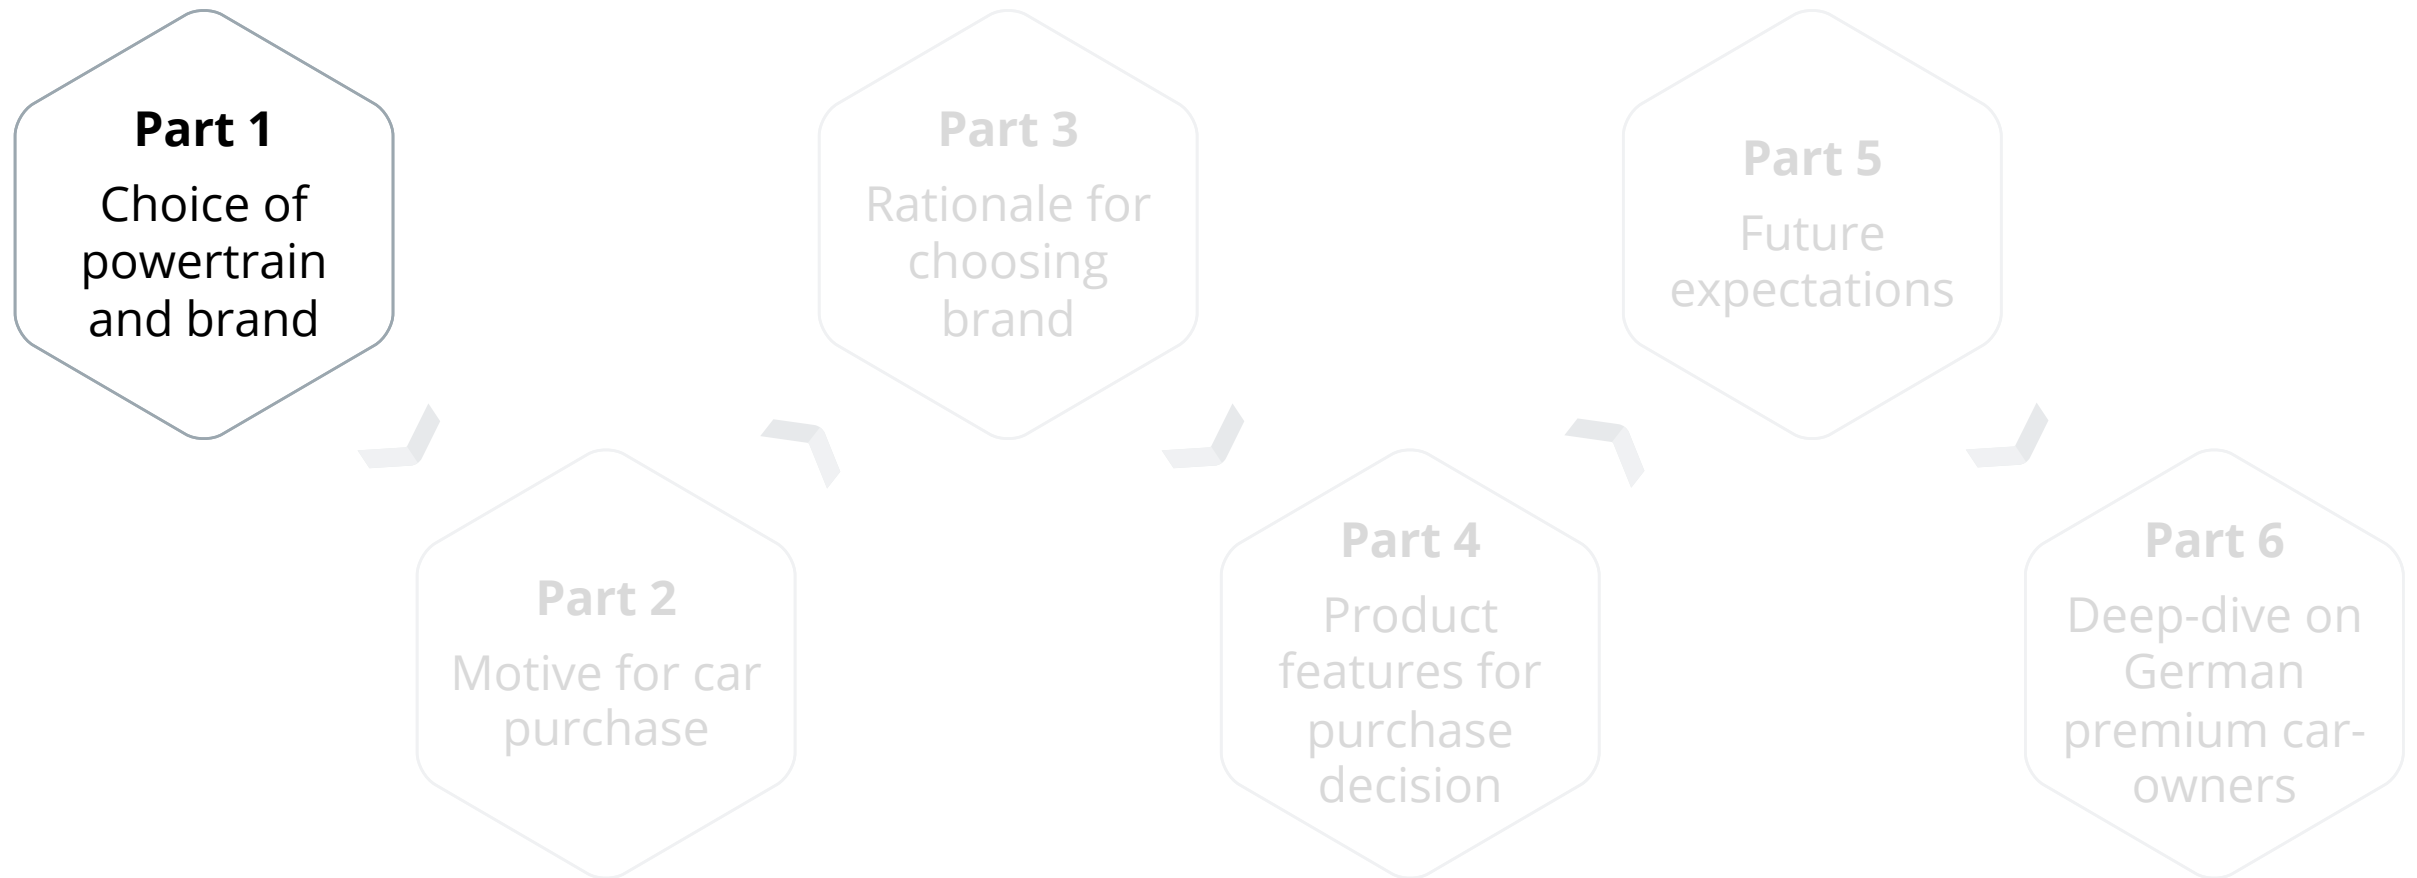 Part 1
Choice of
powertrain
and brand
Part 2
Motive for car
purchase
Part 3
Rationale for
choosing
brand
Part 4
Product
features for
purchase
decision
Part 5
Future
expectations
Part 6
Deep-dive on
German
premium car-
owners